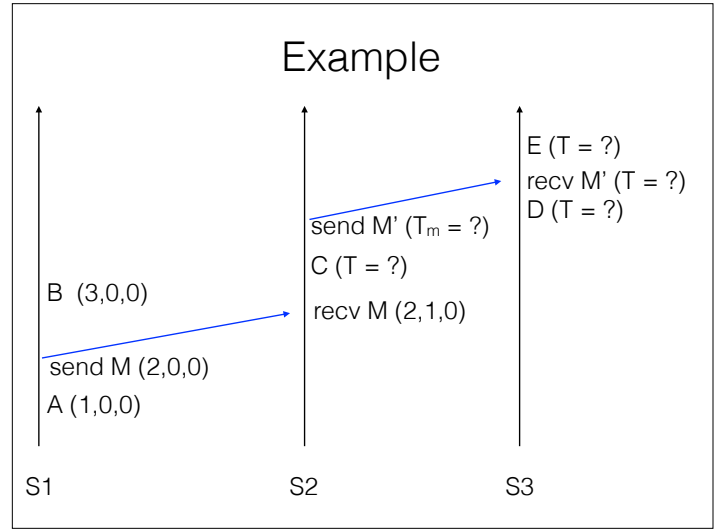 Example
E (T = ?)
recv M’ (T = ?)
D (T = ?)
send M’ (Tₘ = ?)
C (T = ?)
recv M (2,1,0)
B (3,0,0)
send M (2,0,0)
A (1,0,0)
S1
S2
S3